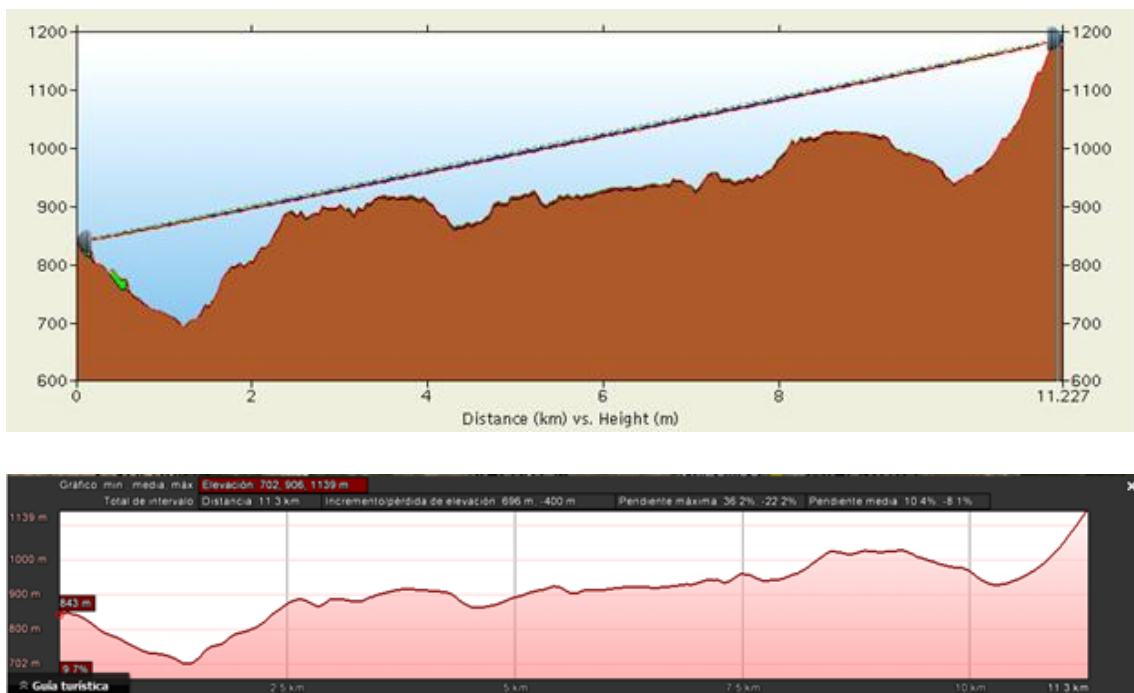 1200 1200
1100 1100
1000 1000
900 900
800 800
700 700
600 600
0 2 4 6 8 11.227
Distance (km) vs. Height (m)
Gráfico mín, media, máx Elevación 702, 906, 1139 m
Total de intervalo Distancia 11.3 km Incremento/pérdida de elevación 696 m, -400 m Pendiente máxima 36.2%, -22.2% Pendiente media 10.4%, -8.1%
1139 m
1000 m
900 m
843 m
800 m
702 m
9.7%
Guía turística 2.5 km 5 km 7.5 km 10 km 11.3 km